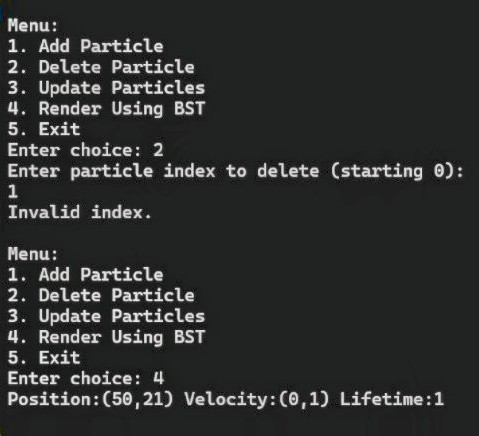 Menu:
1. Add Particle
2. Delete Particle
3. Update Particles
4. Render Using BST
5. Exit
Enter choice: 2
Enter particle index to delete (starting 0):
1
Invalid index.
Menu:
1. Add Particle
2. Delete Particle
3. Update Particles
4. Render Using BST
5. Exit
Enter choice: 4
Position:(50,21) Velocity:(0,1) Lifetime:1